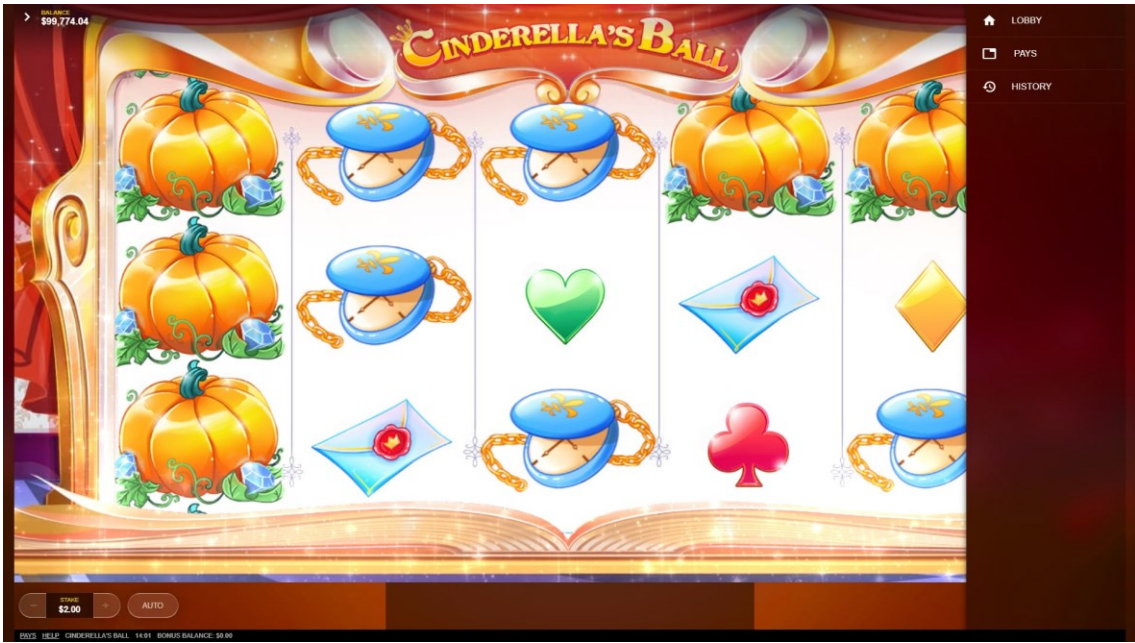 BALANCE
$99,774.04
CINDERELLA'S BALL
LOBBY
PAYS
HISTORY
STAKE
− $2.00 +
AUTO
PAYS HELP CINDERELLA'S BALL 14:01 BONUS BALANCE: $0.00